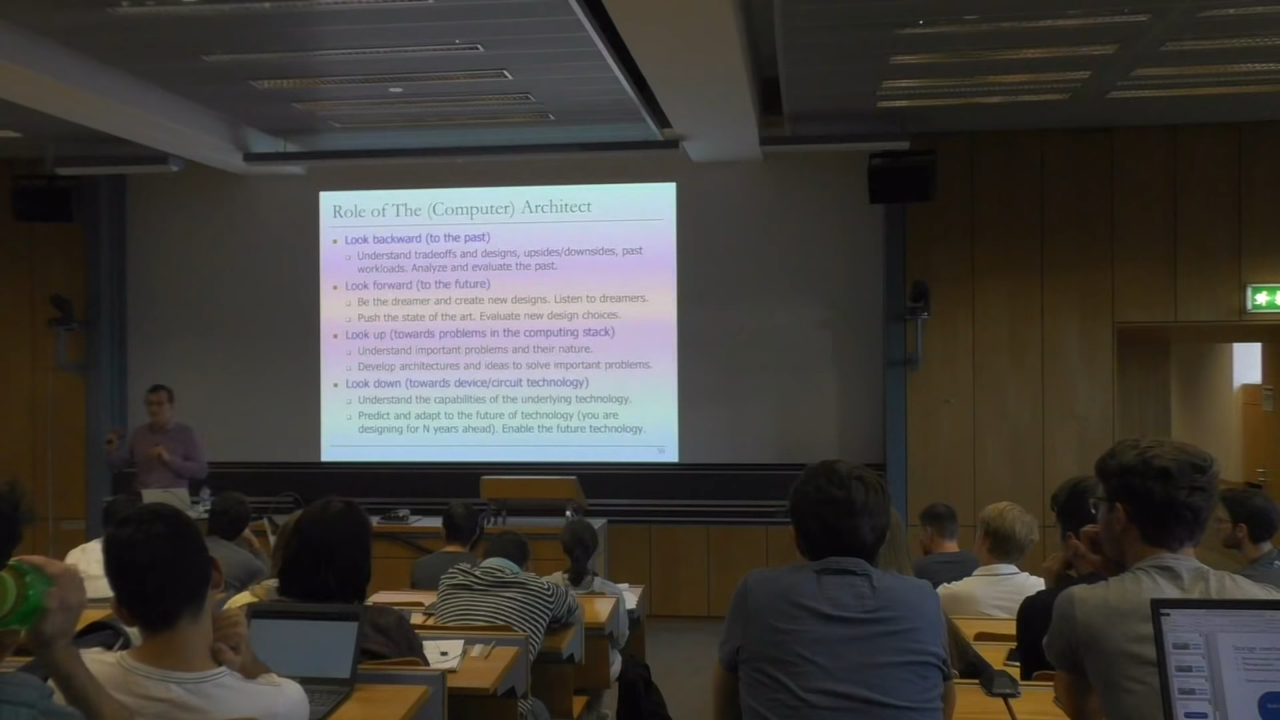 Role of The (Computer) Architect
Look backward (to the past)
Understand tradeoffs and designs, upsides/downsides, past
workloads. Analyze and evaluate the past.
Look forward (to the future)
Be the dreamer and create new designs. Listen to dreamers.
Push the state of the art. Evaluate new design choices.
Look up (towards problems in the computing stack)
Understand important problems and their nature.
Develop architectures and ideas to solve important problems.
Look down (towards device/circuit technology)
Understand the capabilities of the underlying technology.
Predict and adapt to the future of technology (you are
designing for N years ahead). Enable the future technology.
Storage